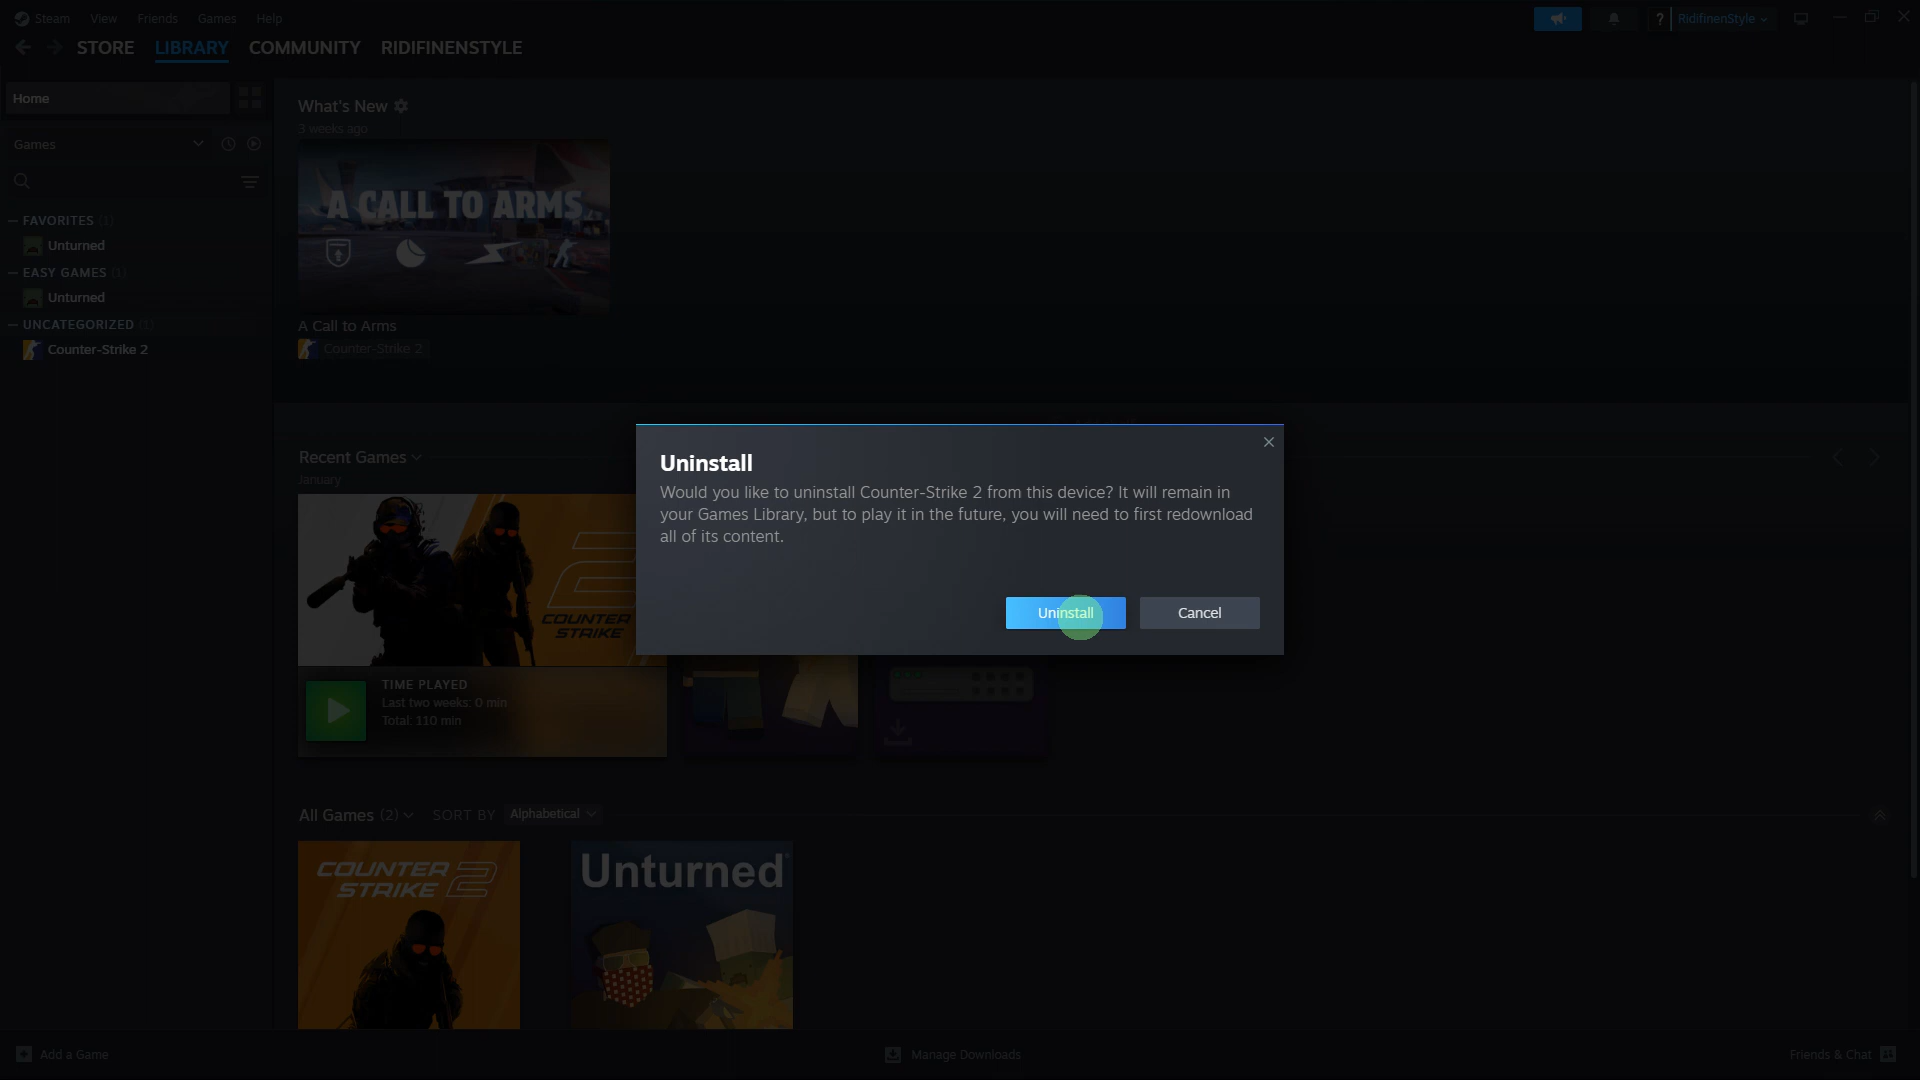 Steam
View
Friends
Games
Help
?
RidifinenStyle
STORE
LIBRARY
COMMUNITY
RIDIFINENSTYLE
Home
Games
FAVORITES (1)
Unturned
EASY GAMES (1)
Unturned
UNCATEGORIZED (1)
Counter-Strike 2
What's New
3 weeks ago
A CALL TO ARMS
A Call to Arms
Counter-Strike 2
Recent Games
January
2
COUNTER
STRIKE
TIME PLAYED
Last two weeks: 0 min
Total: 110 min
Uninstall
Would you like to uninstall Counter-Strike 2 from this device? It will remain in
your Games Library, but to play it in the future, you will need to first redownload
all of its content.
Uninstall
Cancel
All Games (2)
SORT BY
Alphabetical
COUNTER
STRIKE 2
Unturned
Add a Game
Manage Downloads
Friends & Chat